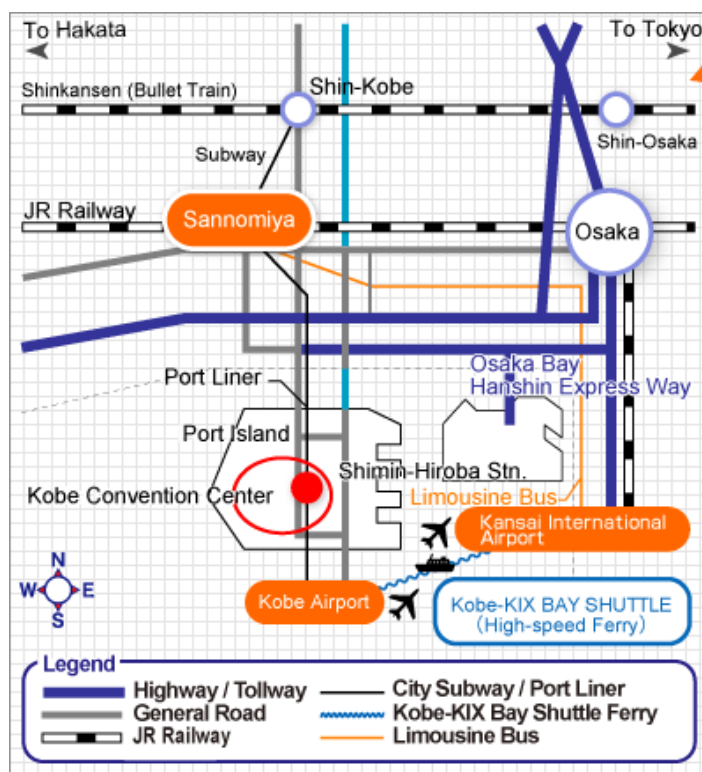 To Hakata
To Tokyo
Shinkansen (Bullet Train)
Shin-Kobe
Shin-Osaka
Subway
JR Railway
Sannomiya
Osaka
Osaka Bay
Hanshin Express Way
Port Liner
Port Island
Shimin-Hiroba Stn.
Kobe Convention Center
Limousine Bus
Kansai International
Airport
N
W E
S
Kobe Airport
Kobe-KIX BAY SHUTTLE
(High-speed Ferry)
Legend
Highway / Tollway
City Subway / Port Liner
General Road
Kobe-KIX Bay Shuttle Ferry
JR Railway
Limousine Bus